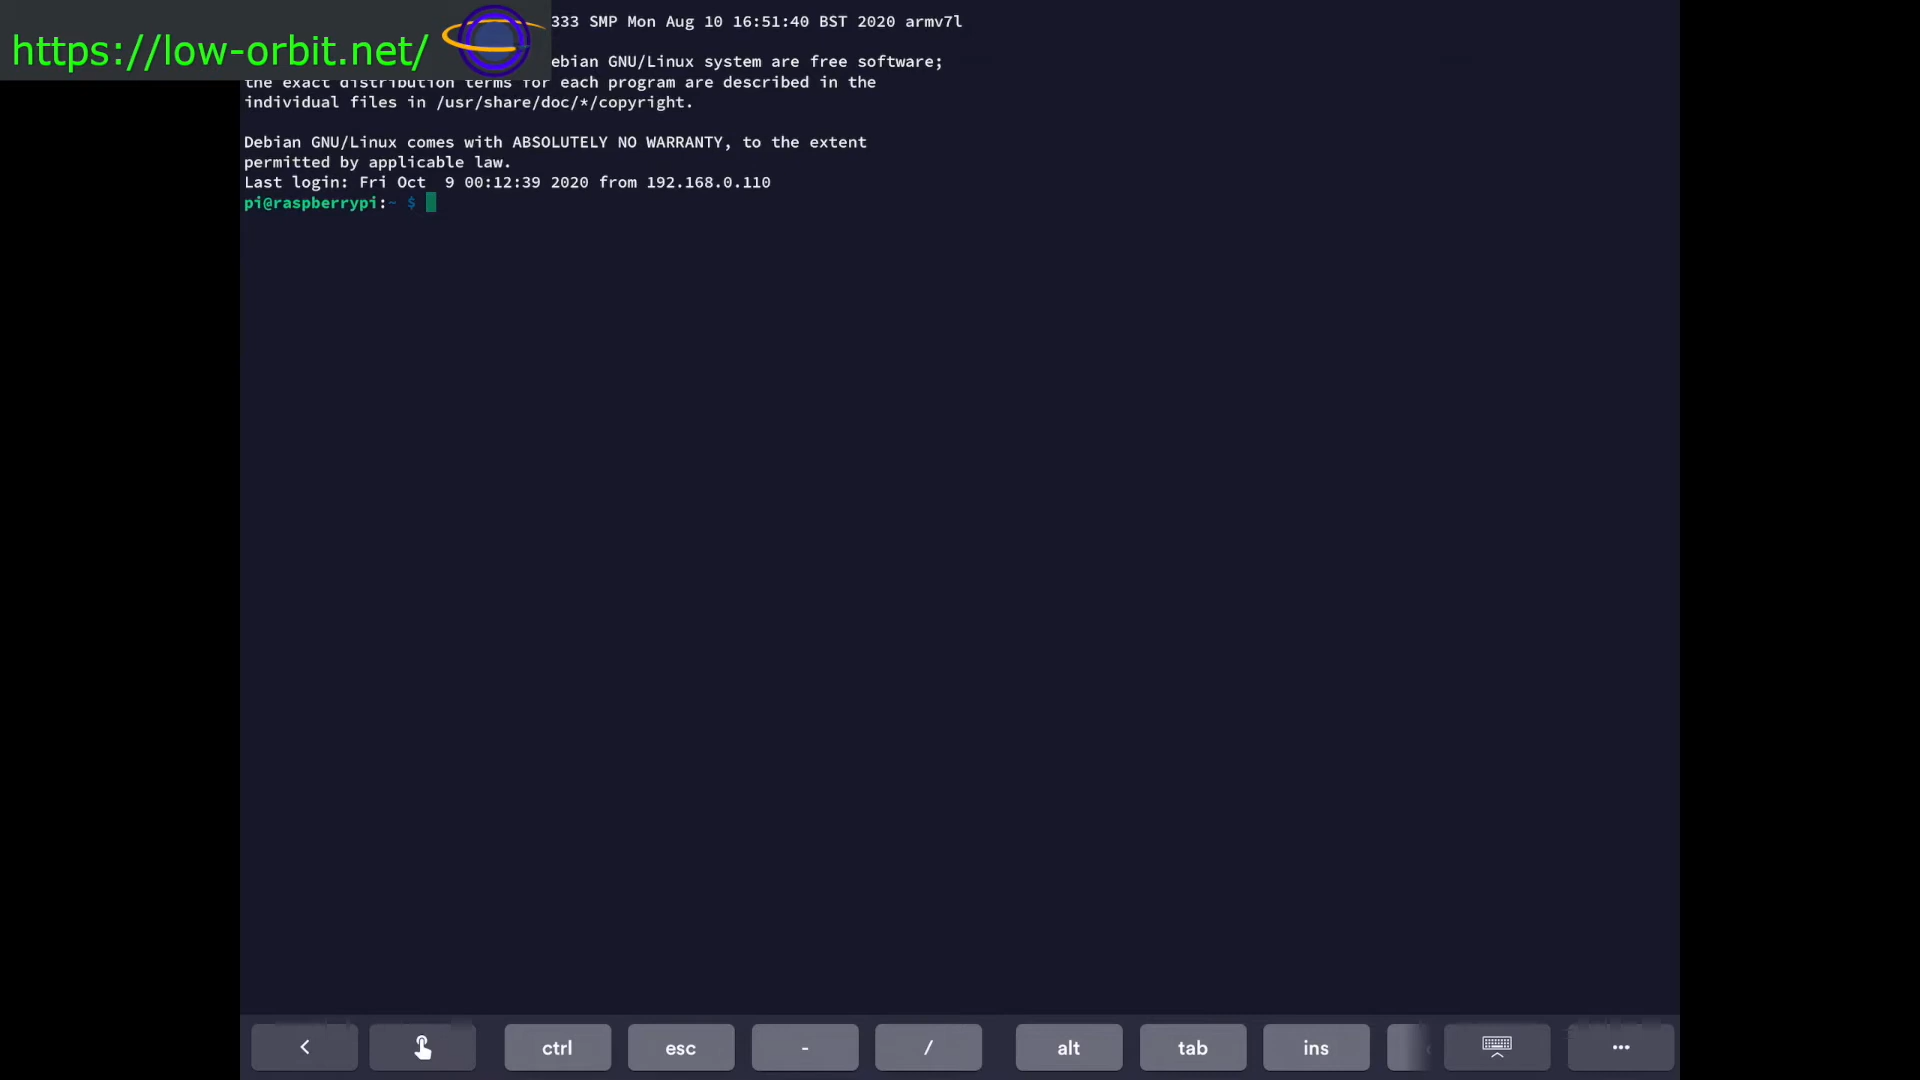 https://low-orbit.net/
333 SMP Mon Aug 10 16:51:40 BST 2020 armv7l
ebian GNU/Linux system are free software;
the exact distribution terms for each program are described in the
individual files in /usr/share/doc/*/copyright.
Debian GNU/Linux comes with ABSOLUTELY NO WARRANTY, to the extent
permitted by applicable law.
Last login: Fri Oct  9 00:12:39 2020 from 192.168.0.110
pi@raspberrypi:~ $
ctrl esc - / alt tab ins